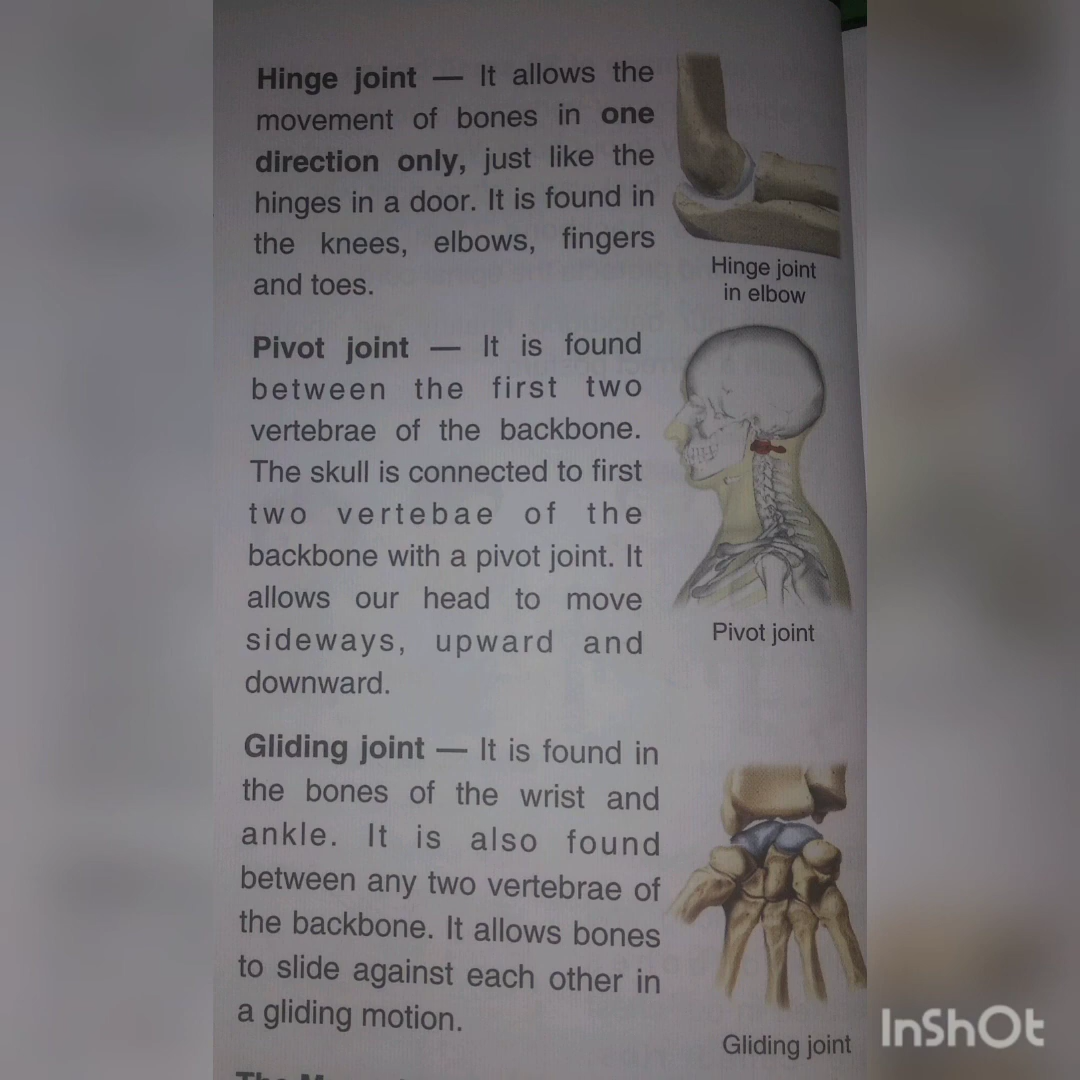 Hinge joint — It allows the
movement of bones in one
direction only, just like the
hinges in a door. It is found in
the knees, elbows, fingers
and toes.
Hinge joint
in elbow
Pivot joint — It is found
between the first two
vertebrae of the backbone.
The skull is connected to first
two vertebae of the
backbone with a pivot joint. It
allows our head to move
sideways, upward and
downward.
Pivot joint
Gliding joint — It is found in
the bones of the wrist and
ankle. It is also found
between any two vertebrae of
the backbone. It allows bones
to slide against each other in
a gliding motion.
Gliding joint
InShOt